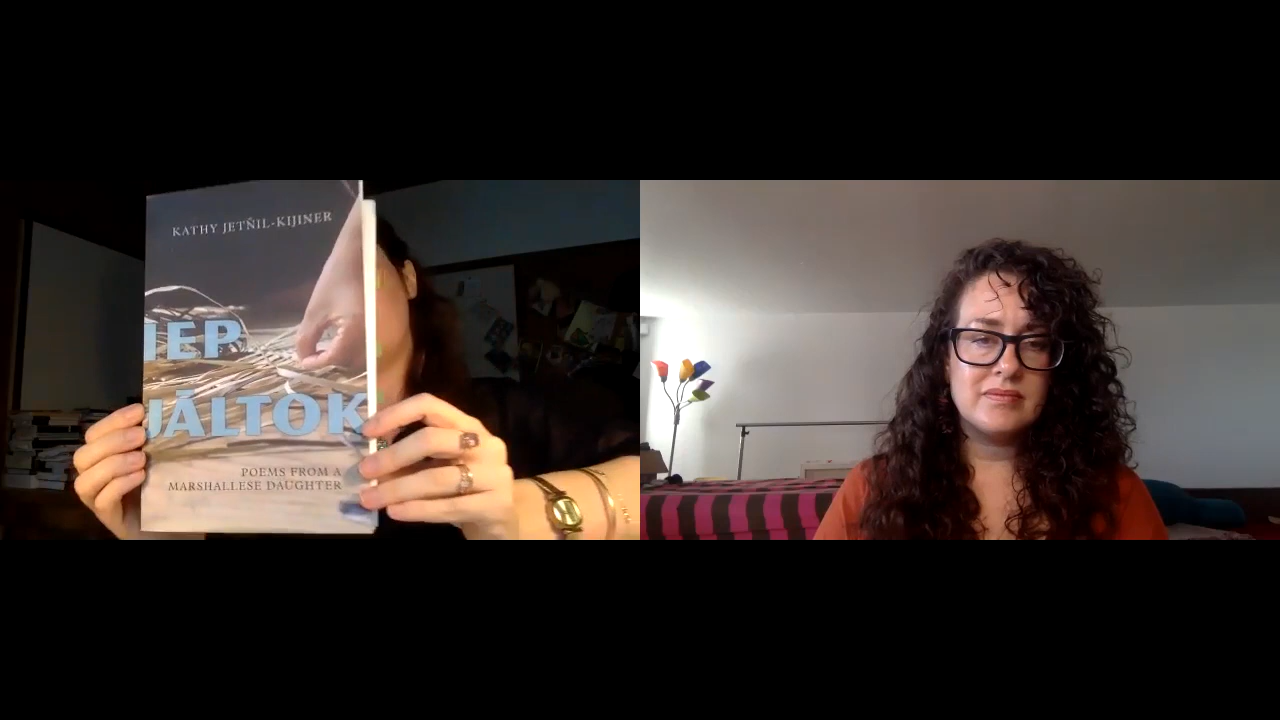 KATHY JETÑIL-KIJINER
IEP
JĀLTOK
POEMS FROM A
MARSHALLESE DAUGHTER